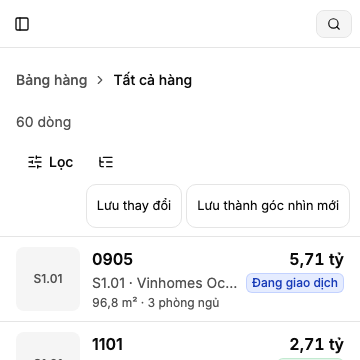 Bảng hàng > Tất cả hàng
60 dòng
Lọc
Lưu thay đổi Lưu thành góc nhìn mới
S1.01
0905 5,71 tỷ
S1.01 · Vinhomes Oc... Đang giao dịch
96,8 m² · 3 phòng ngủ
1101 2,71 tỷ